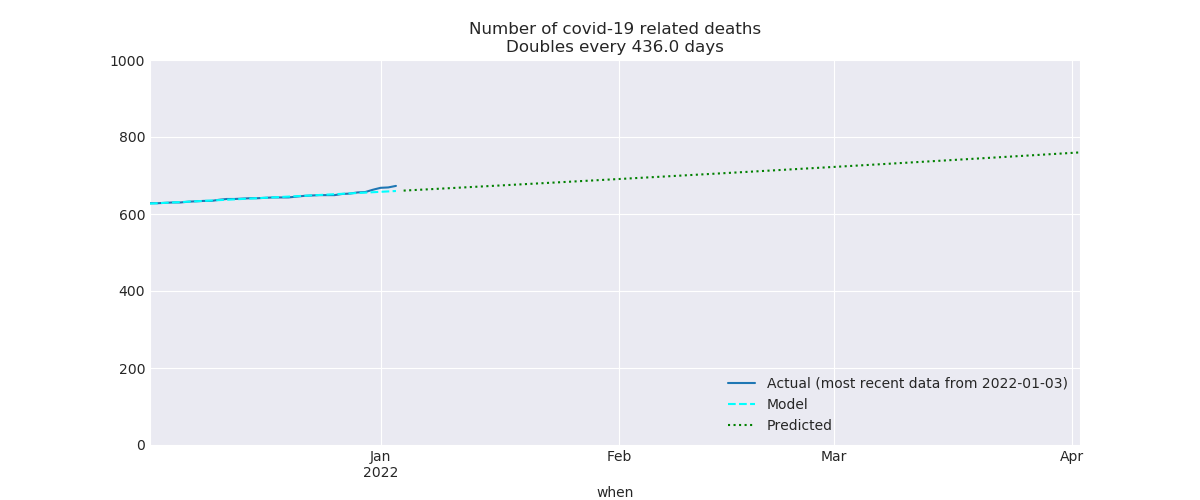 Number of covid-19 related deaths
Doubles every 436.0 days
1000
800
600
400
200
0
Actual (most recent data from 2022-01-03)
Model
Predicted
Jan
2022
Feb
Mar
Apr
when